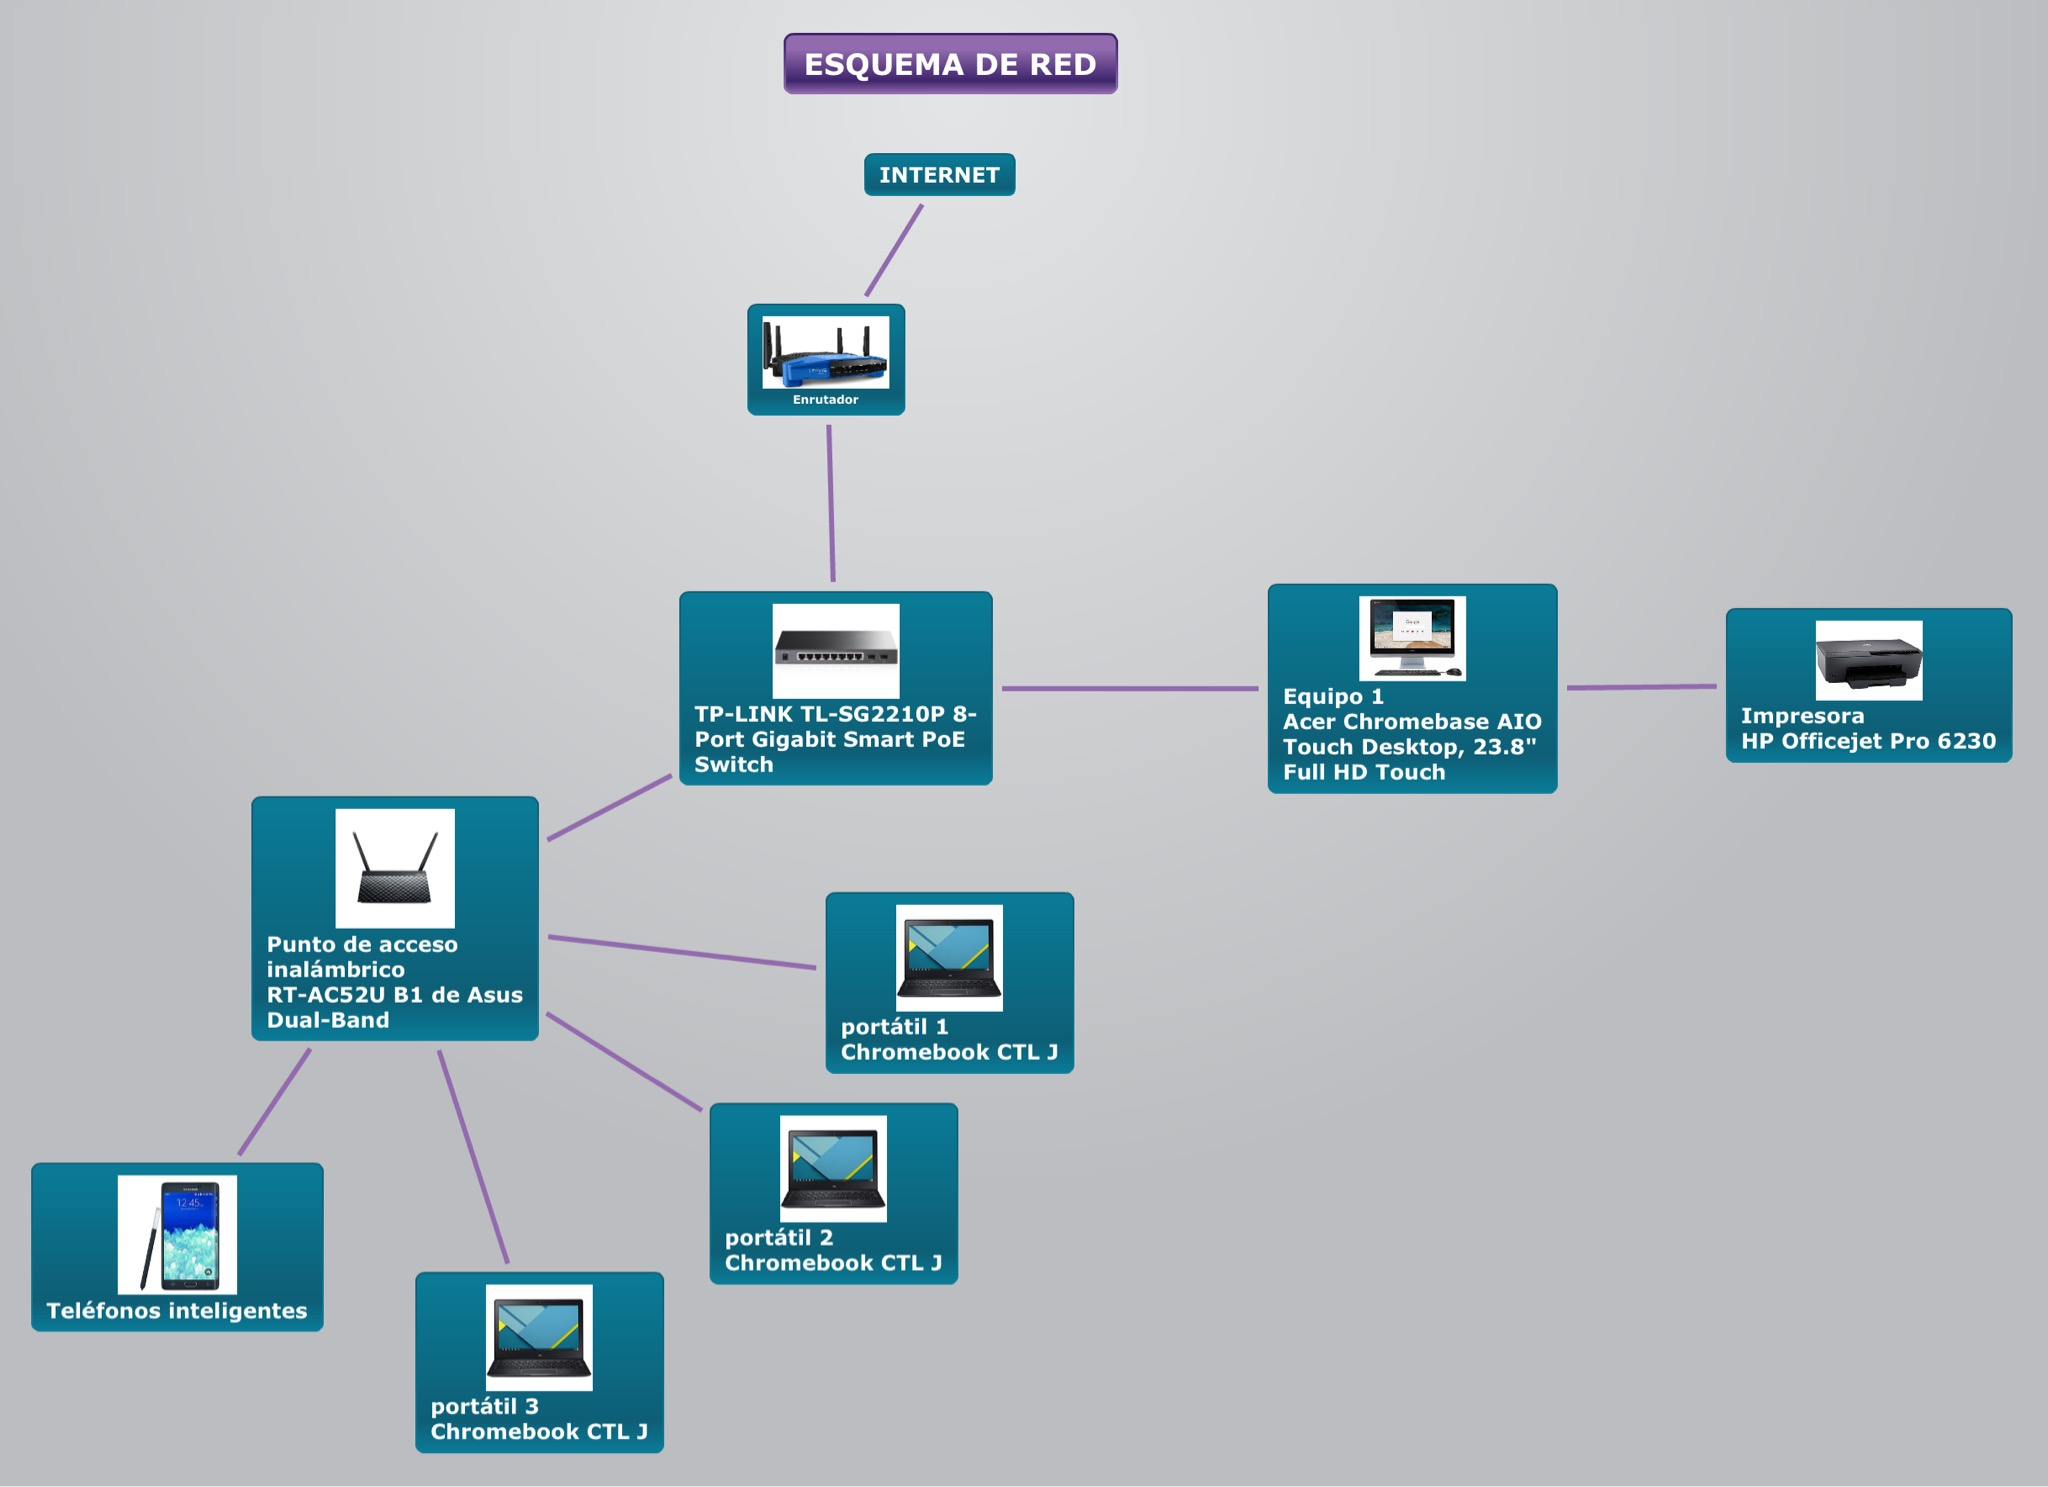 ESQUEMA DE RED
INTERNET
Enrutador
TP-LINK TL-SG2210P 8-
Port Gigabit Smart PoE
Switch
Equipo 1
Acer Chromebase AIO
Touch Desktop, 23.8"
Full HD Touch
Impresora
HP Officejet Pro 6230
Punto de acceso
inalámbrico
RT-AC52U B1 de Asus
Dual-Band
portátil 1
Chromebook CTL J
portátil 2
Chromebook CTL J
12:45
Teléfonos inteligentes
portátil 3
Chromebook CTL J